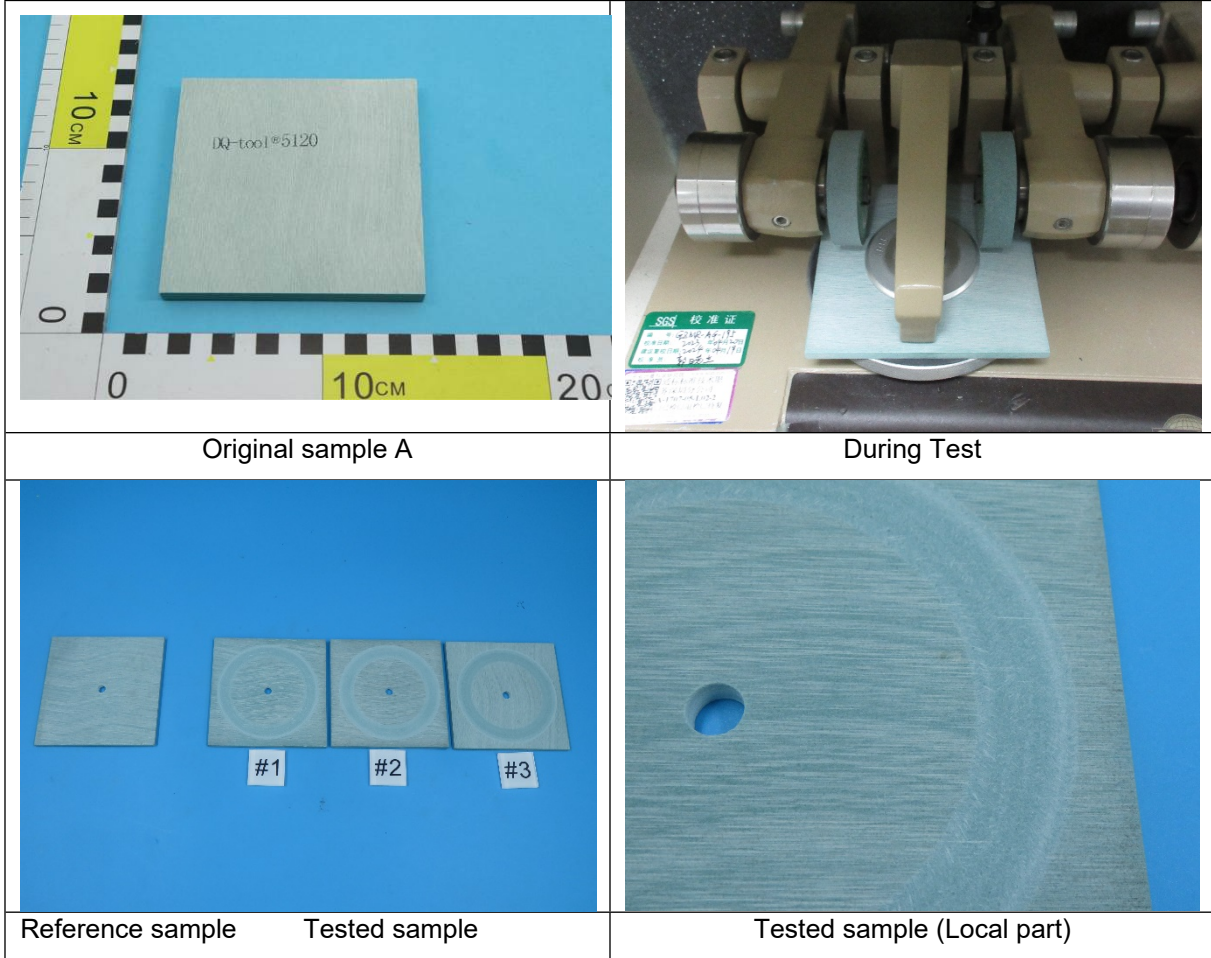 10CM
0
DQ-tool®5120
0
10CM
20
SGS 校准证
Original sample A
During Test
#1
#2
#3
Reference sample Tested sample
Tested sample (Local part)